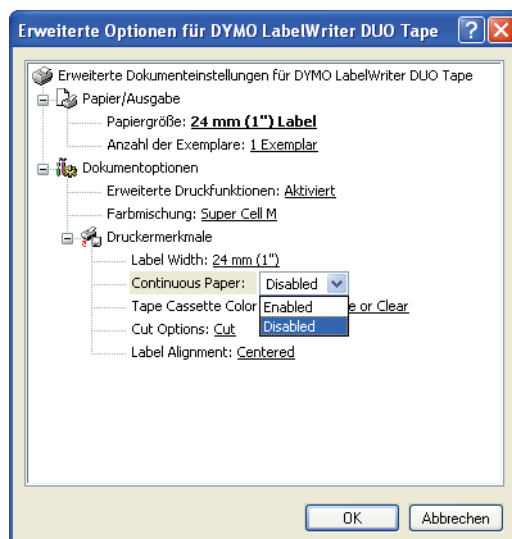 Erweiterte Optionen für DYMO LabelWriter DUO Tape
Erweiterte Dokumenteinstellungen für DYMO LabelWriter DUO Tape
Papier/Ausgabe
Papiergröße: 24 mm (1") Label
Anzahl der Exemplare: 1 Exemplar
Dokumentoptionen
Erweiterte Druckfunktionen: Aktiviert
Farbmischung: Super Cell M
Druckermerkmale
Label Width: 24 mm (1")
Continuous Paper: Disabled
Tape Cassette Color Enabled or Clear
Disabled
Cut Options: Cut
Label Alignment: Centered
OK Abbrechen